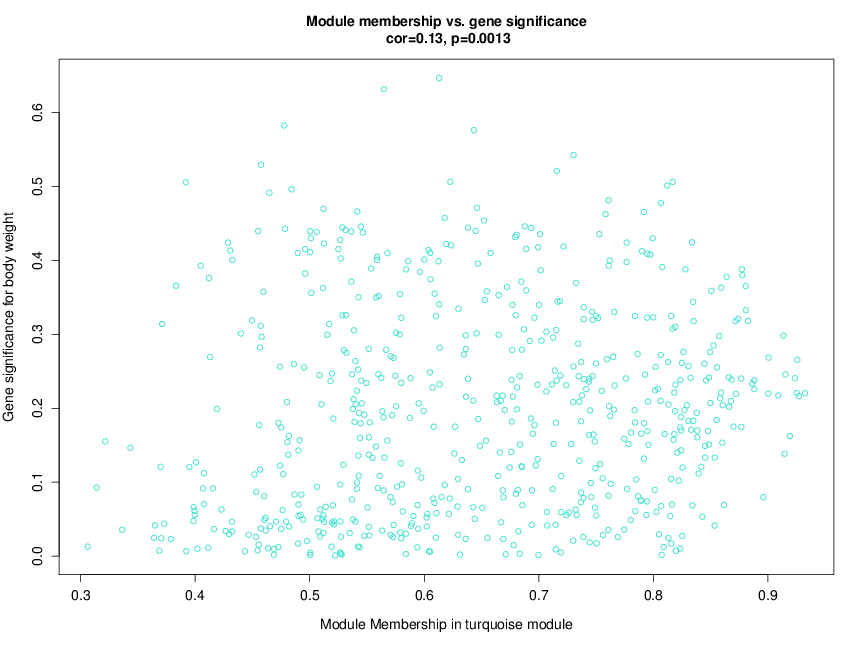 Module membership vs. gene significance
cor=0.13, p=0.0013
Gene significance for body weight
0.6
0.5
0.4
0.3
0.2
0.1
0.0
0.3 0.4 0.5 0.6 0.7 0.8 0.9
Module Membership in turquoise module